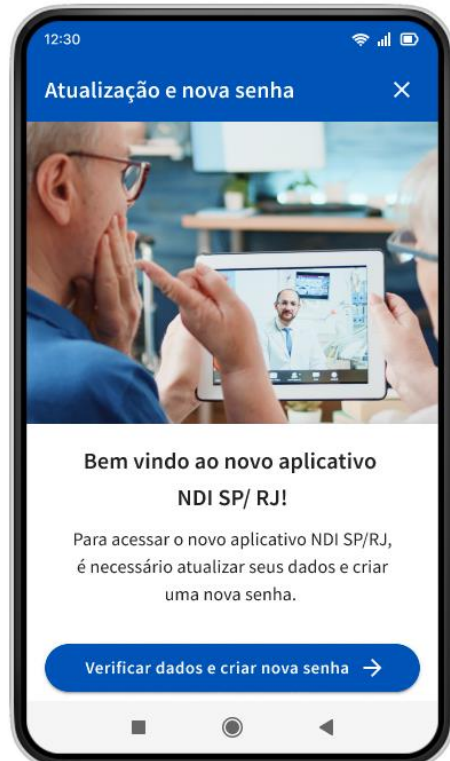 12:30
Atualização e nova senha
Bem vindo ao novo aplicativo
NDI SP/ RJ!
Para acessar o novo aplicativo NDI SP/RJ,
é necessário atualizar seus dados e criar
uma nova senha.
Verificar dados e criar nova senha